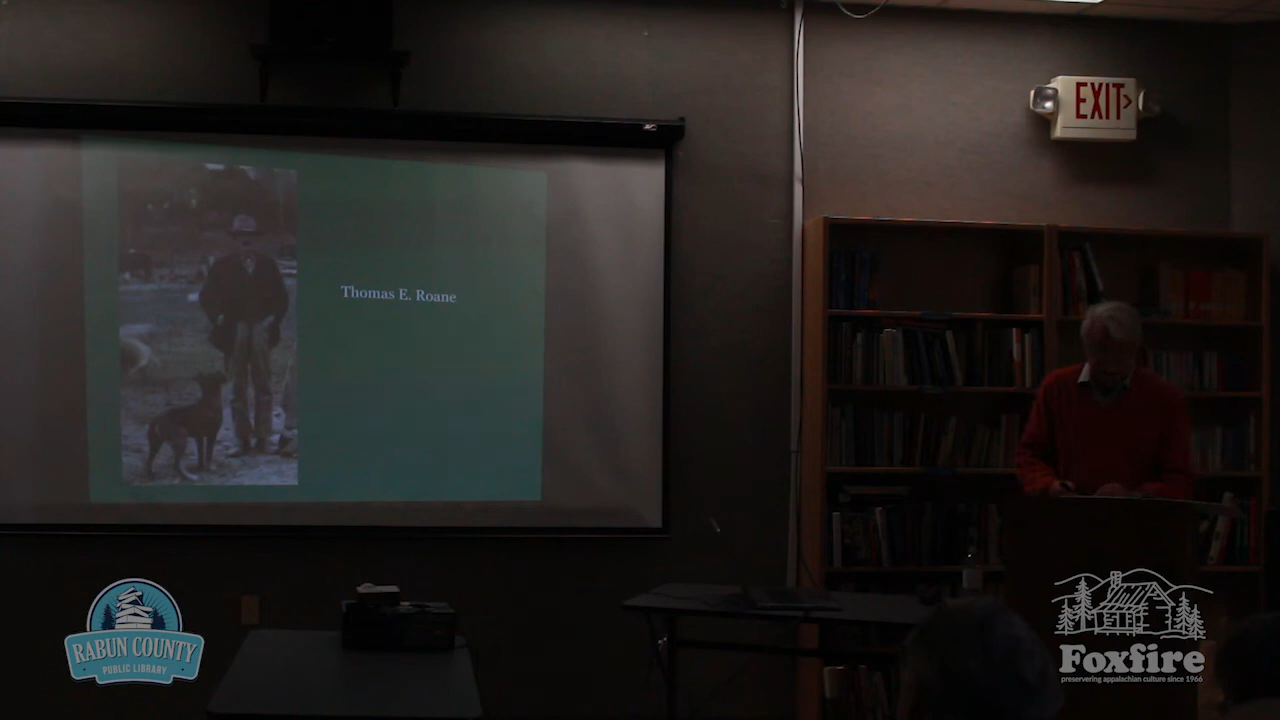 EXIT
Thomas E. Roane
RABUN COUNTY
PUBLIC LIBRARY
Foxfire
preserving appalachian culture since 1966